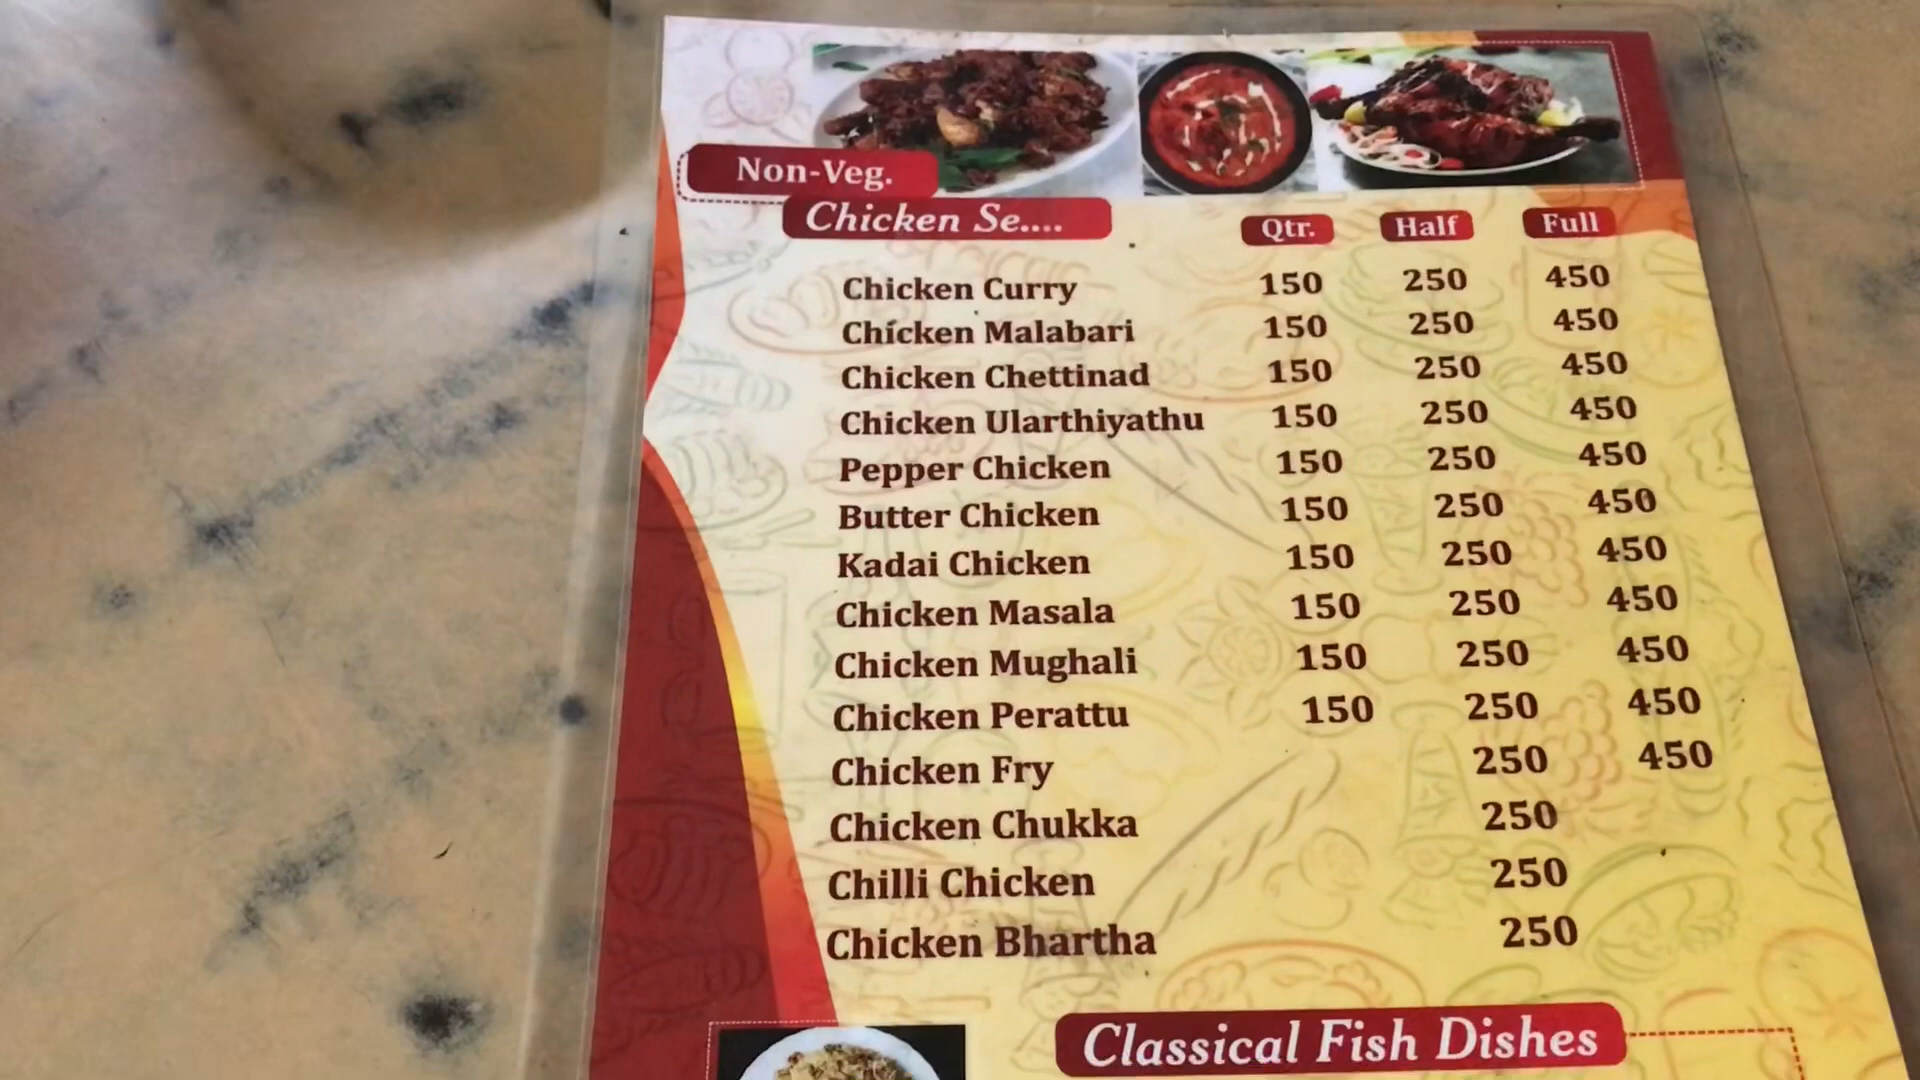 Non-Veg.
Chicken Se.... Qtr. Half Full
Chicken Curry 150 250 450
Chicken Malabari 150 250 450
Chicken Chettinad 150 250 450
Chicken Ularthiyathu 150 250 450
Pepper Chicken 150 250 450
Butter Chicken 150 250 450
Kadai Chicken 150 250 450
Chicken Masala 150 250 450
Chicken Mughali 150 250 450
Chicken Perattu 150 250 450
Chicken Fry 250 450
Chicken Chukka 250
Chilli Chicken 250
Chicken Bhartha 250
Classical Fish Dishes